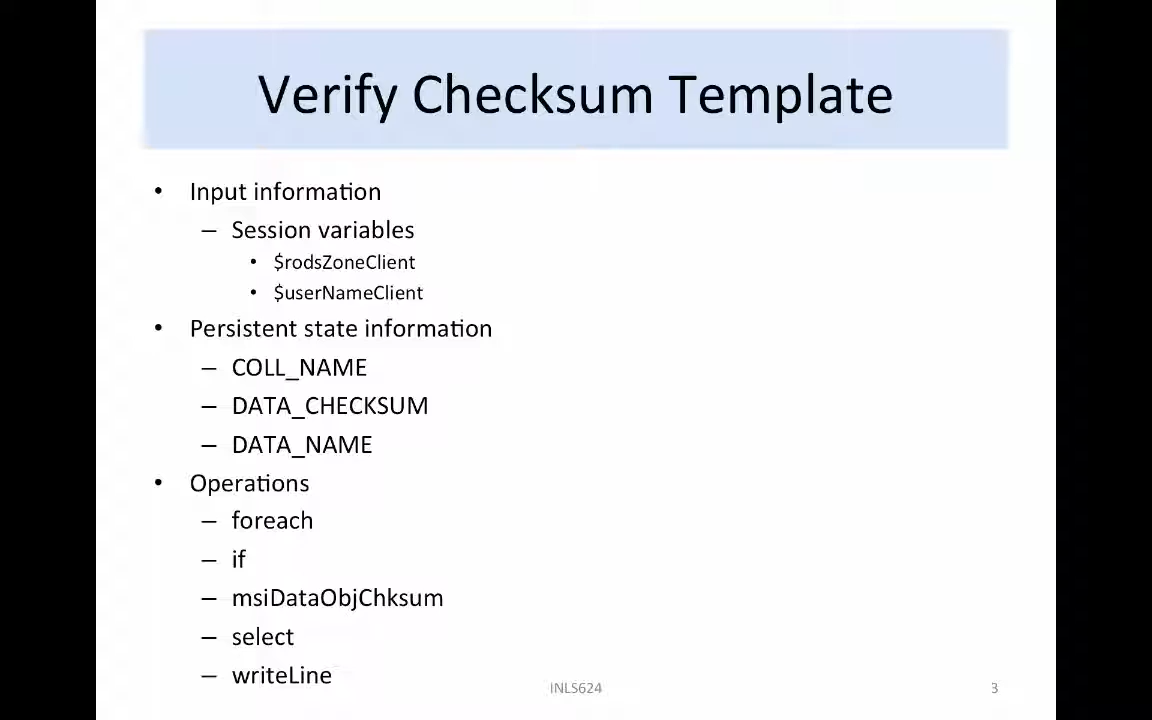 Verify Checksum Template
• Input information
– Session variables
• $rodsZoneClient
• $userNameClient
• Persistent state information
– COLL_NAME
– DATA_CHECKSUM
– DATA_NAME
• Operations
– foreach
– if
– msiDataObjChksum
– select
– writeLine
INLS624
3